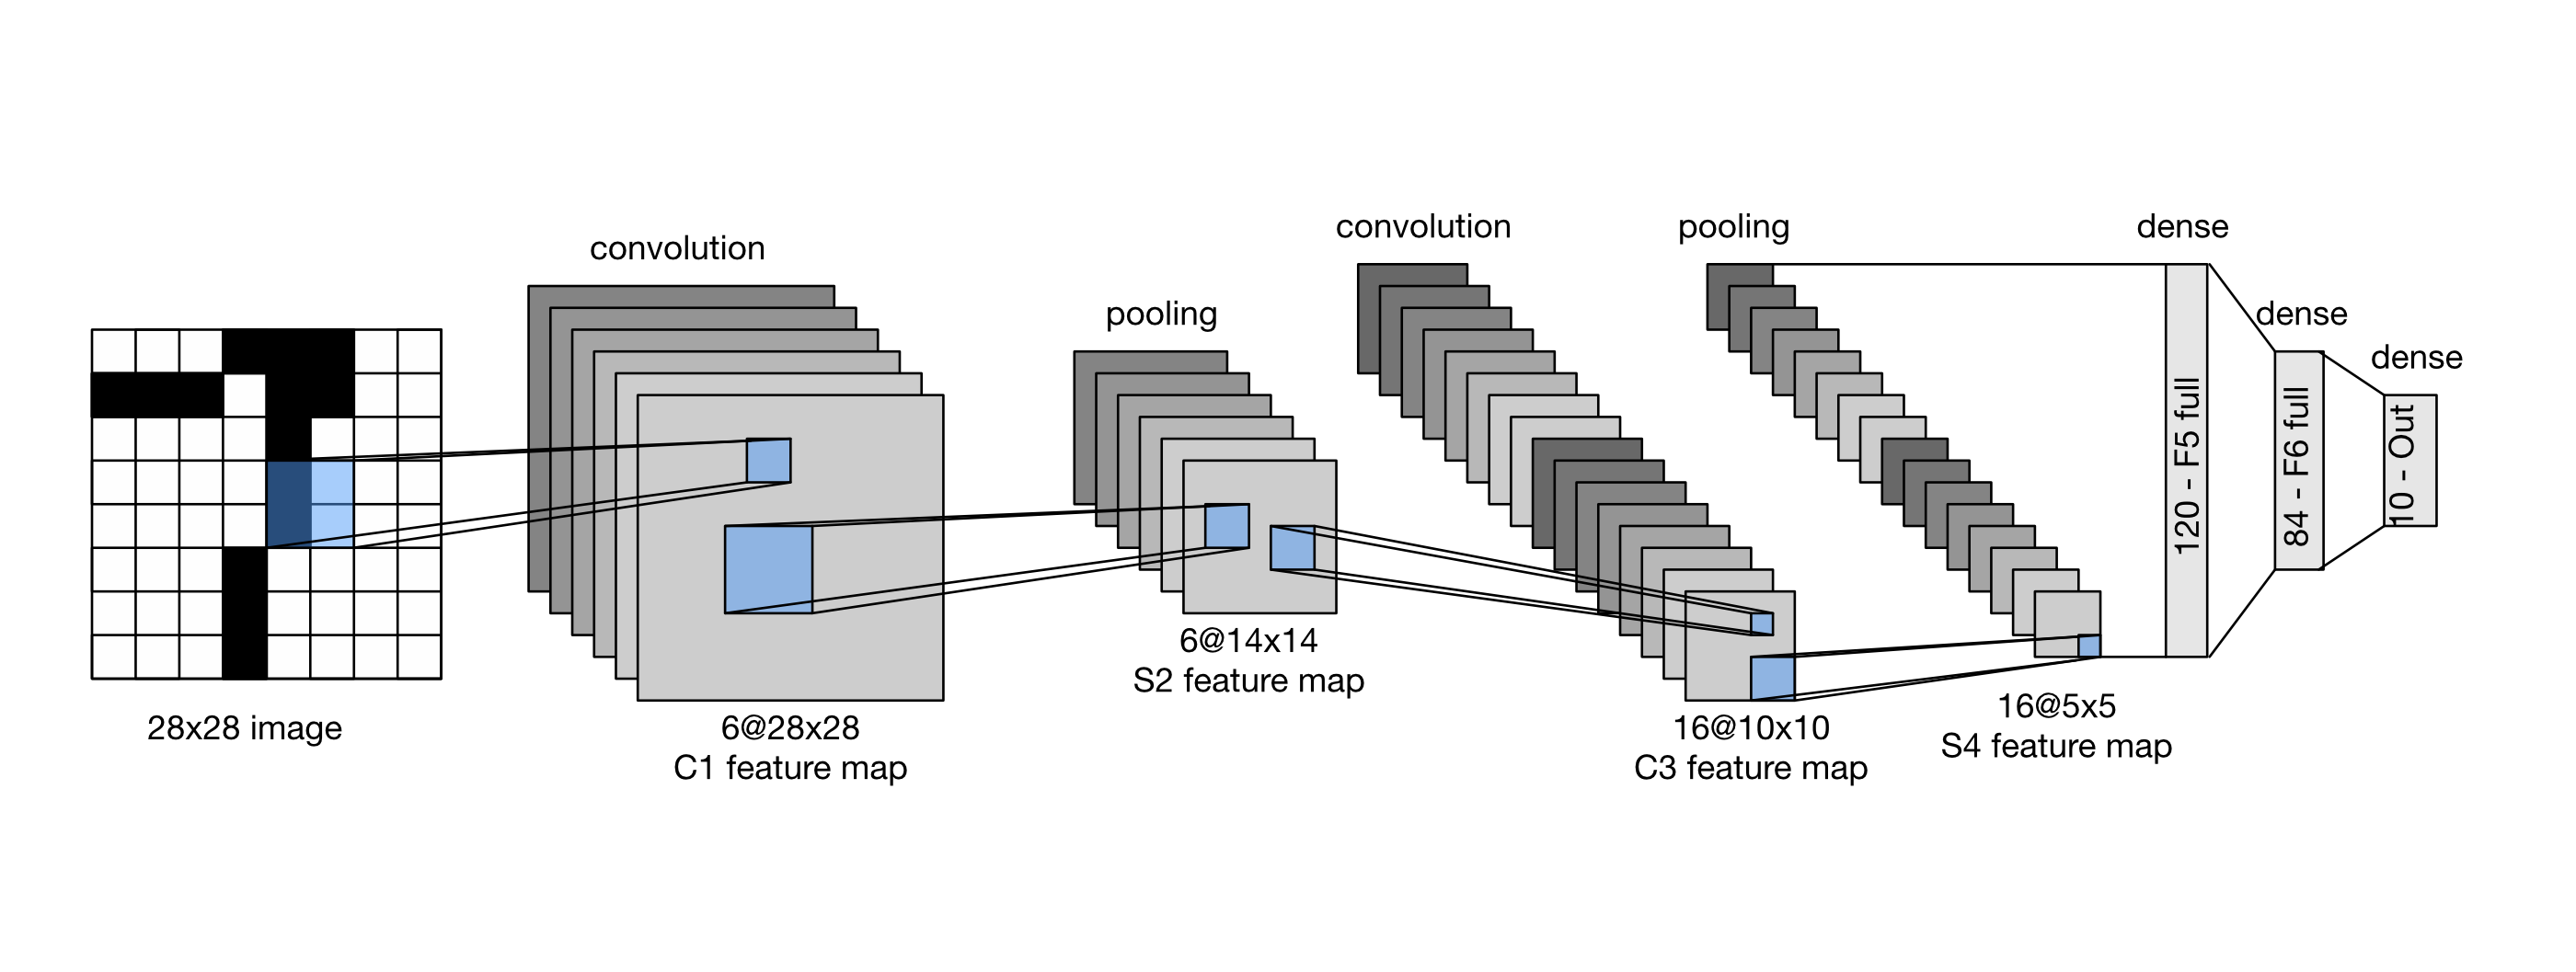 convolution
pooling
convolution
pooling
dense
dense
dense
28x28 image
6@28x28
C1 feature map
6@14x14
S2 feature map
16@10x10
C3 feature map
16@5x5
S4 feature map
120 - F5 full
84 - F6 full
10 - Out